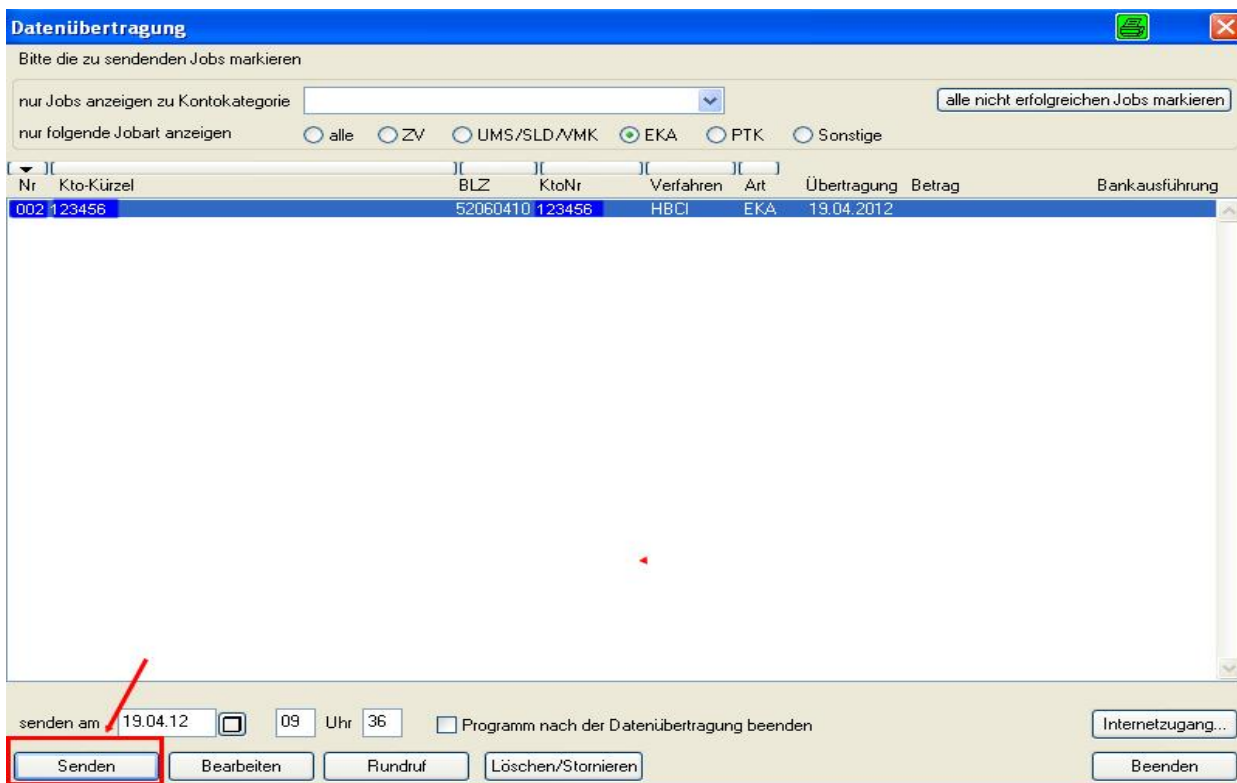 Datenübertragung
Bitte die zu sendenden Jobs markieren
nur Jobs anzeigen zu Kontokategorie alle nicht erfolgreichen Jobs markieren
nur folgende Jobart anzeigen alle ZV UMS/SLD/VMK EKA PTK Sonstige
Nr Kto-Kürzel BLZ KtoNr Verfahren Art Übertragung Betrag Bankausführung
002 123456 52060410 123456 HBCI EKA 19.04.2012
senden am 19.04.12 09 Uhr 36 Programm nach der Datenübertragung beenden Internetzugang...
Senden Bearbeiten Rundruf Löschen/Stornieren Beenden